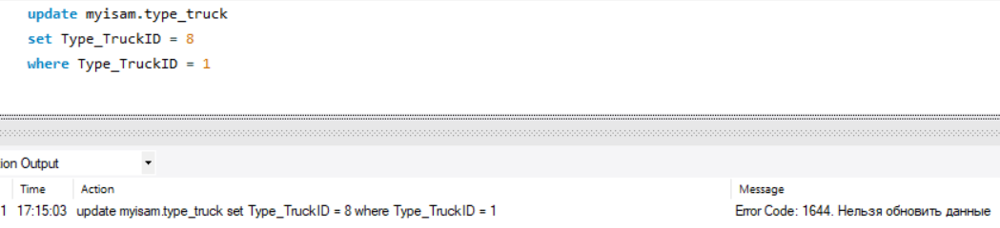 update myisam.type_truck
set Type_TruckID = 8
where Type_TruckID = 1
ion Output
Time Action Message
1 17:15:03 update myisam.type_truck set Type_TruckID = 8 where Type_TruckID = 1 Error Code: 1644. Нельзя обновить данные